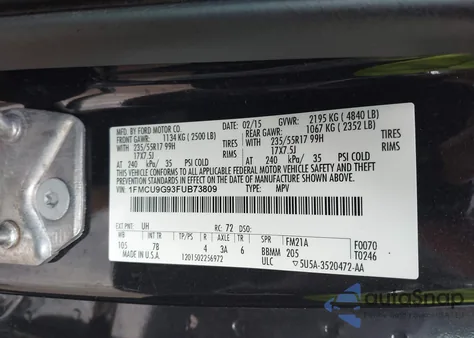 MFD. BY FORD MOTOR CO.
02/15 GVWR: 2195 KG ( 4840 LB)
FRONT GAWR: 1134 KG ( 2500 LB) REAR GAWR: 1067 KG ( 2352 LB)
WITH 235/55R17 99H WITH 235/55R17 99H
TIRES TIRES
17X7.5J 17X7.5J
RIMS RIMS
AT 240 kPa/ 35 PSI COLD AT 240 kPa/ 35 PSI COLD
THIS VEHICLE CONFORMS TO ALL APPLICABLE FEDERAL MOTOR VEHICLE SAFETY AND THEFT PREVENTION STANDARDS IN EFFECT ON THE DATE OF MANUFACTURE SHOWN ABOVE.
VIN: 1FMCU9G93FUB73809 TYPE: MPV
EXT PNT: UH RC: 72 DSO:
WB INT TR TP/PS R AXLE TR SPR FM21A F0070
105 7B 4 3A 6 BBMM 205 T0246
MADE IN U.S.A. 1201502256972 ULC 5U5A-3520472-AA
autoSnap